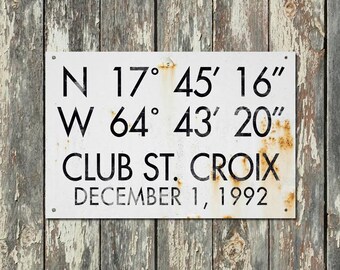 N 17° 45′ 16″
W 64° 43′ 20″
CLUB ST. CROIX
DECEMBER 1, 1992